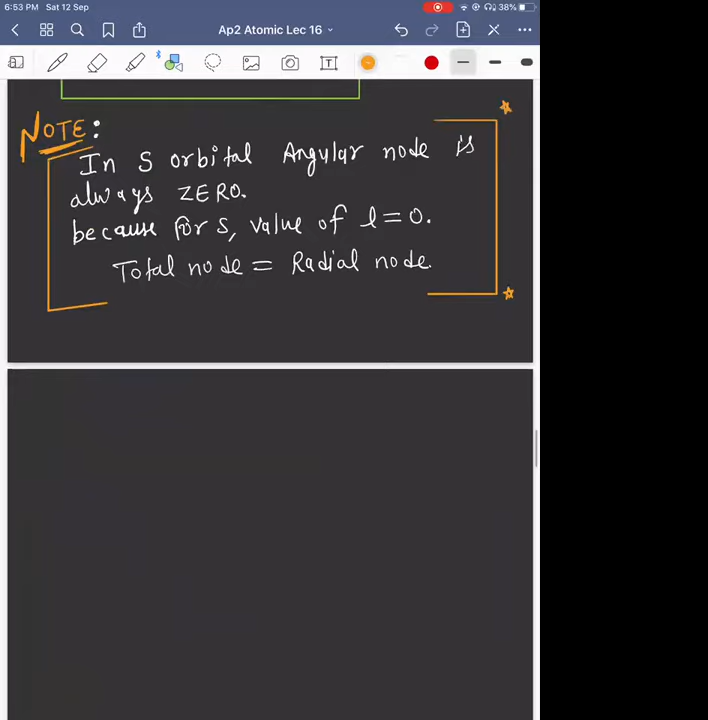 6:53 PM Sat 12 Sep
38%
Ap2 Atomic Lec 16
T
NOTE:
In S orbital Angular node is
always ZERO.
because for S, value of l = 0.
Total node = Radial node.